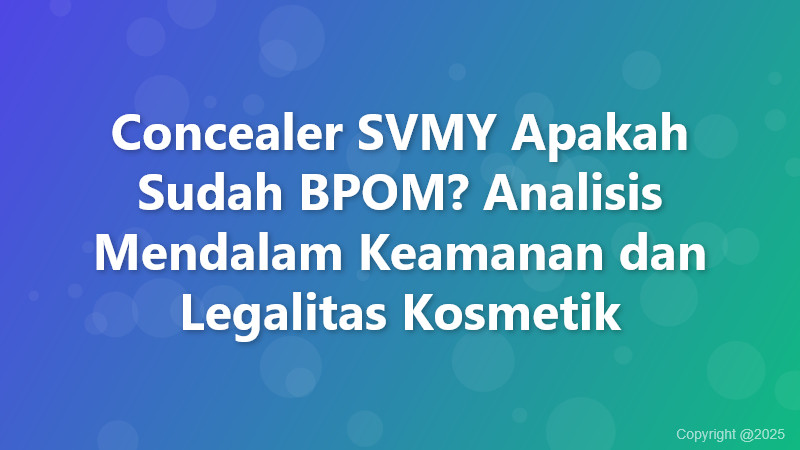 Concealer SVMY Apakah
Sudah BPOM? Analisis
Mendalam Keamanan dan
Legalitas Kosmetik
Copyright @2025